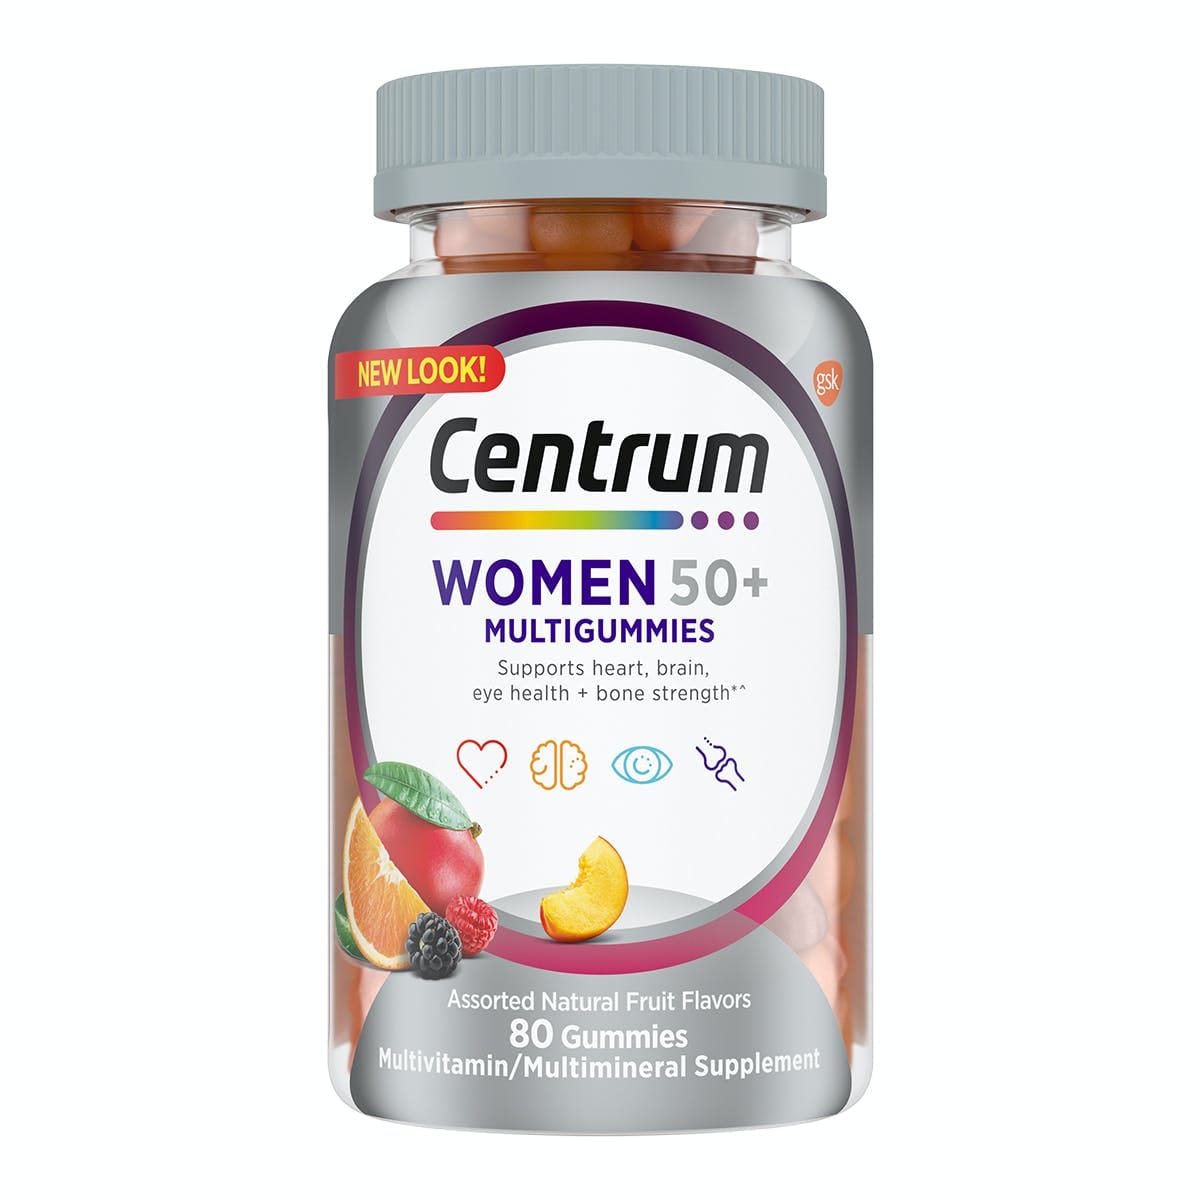 NEW LOOK!
gsk
Centrum
WOMEN 50+
MULTIGUMMIES
Supports heart, brain,
eye health + bone strength*^
Assorted Natural Fruit Flavors
80 Gummies
Multivitamin/Multimineral Supplement